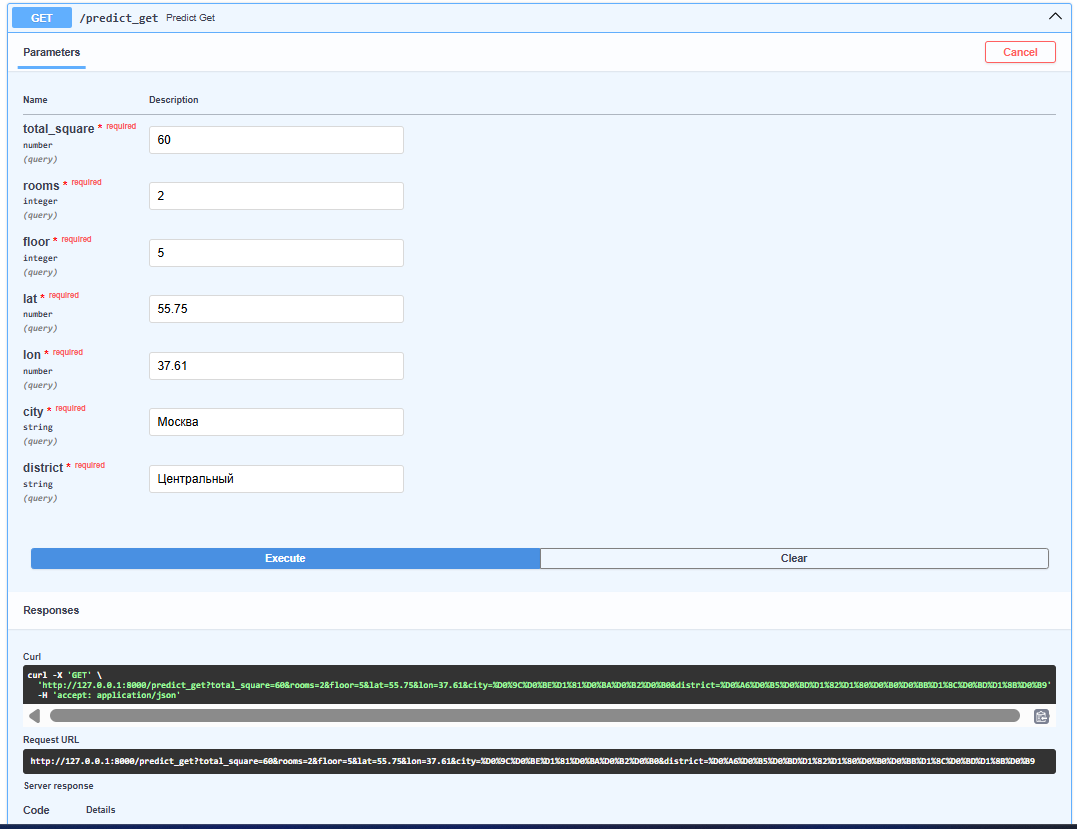 GET /predict_get Predict Get
Parameters
Cancel
Name Description
total_square * required
number
(query)
60
rooms * required
integer
(query)
2
floor * required
integer
(query)
5
lat * required
number
(query)
55.75
lon * required
number
(query)
37.61
city * required
string
(query)
Москва
district * required
string
(query)
Центральный
Execute Clear
Responses
Curl
curl -X 'GET' \
'http://127.0.0.1:8000/predict_get?total_square=60&rooms=2&floor=5&lat=55.75&lon=37.61&city=%D0%9C%D0%BE%D1%81%D0%BA%D0%B2%D0%B0&district=%D0%A6%D0%B5%D0%BD%D1%82%D1%80%D0%B0%D0%BB%D1%8C%D0%BD%D1%8B%D0%B9'
-H 'accept: application/json'
Request URL
http://127.0.0.1:8000/predict_get?total_square=60&rooms=2&floor=5&lat=55.75&lon=37.61&city=%D0%9C%D0%BE%D1%81%D0%BA%D0%B2%D0%B0&district=%D0%A6%D0%B5%D0%BD%D1%82%D1%80%D0%B0%D0%BB%D1%8C%D0%BD%D1%8B%D0%B9
Server response
Code Details